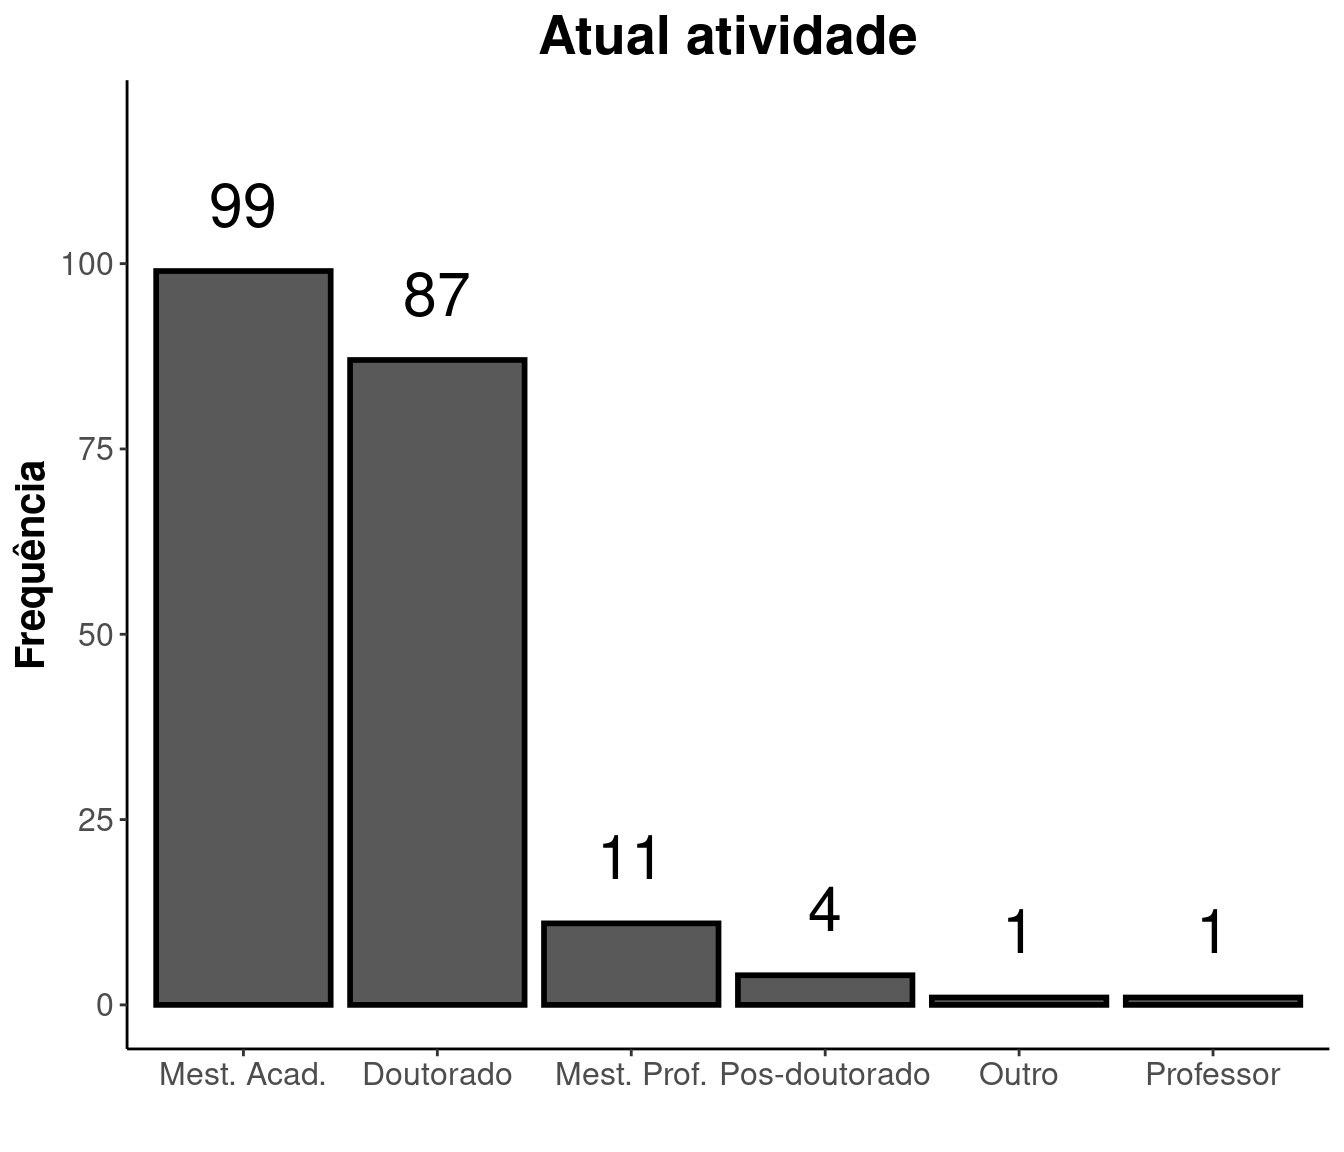 Atual atividade
Frequência
100
75
50
25
0
99
87
11
4
1
1
Mest. Acad.
Doutorado
Mest. Prof.
Pos-doutorado
Outro
Professor